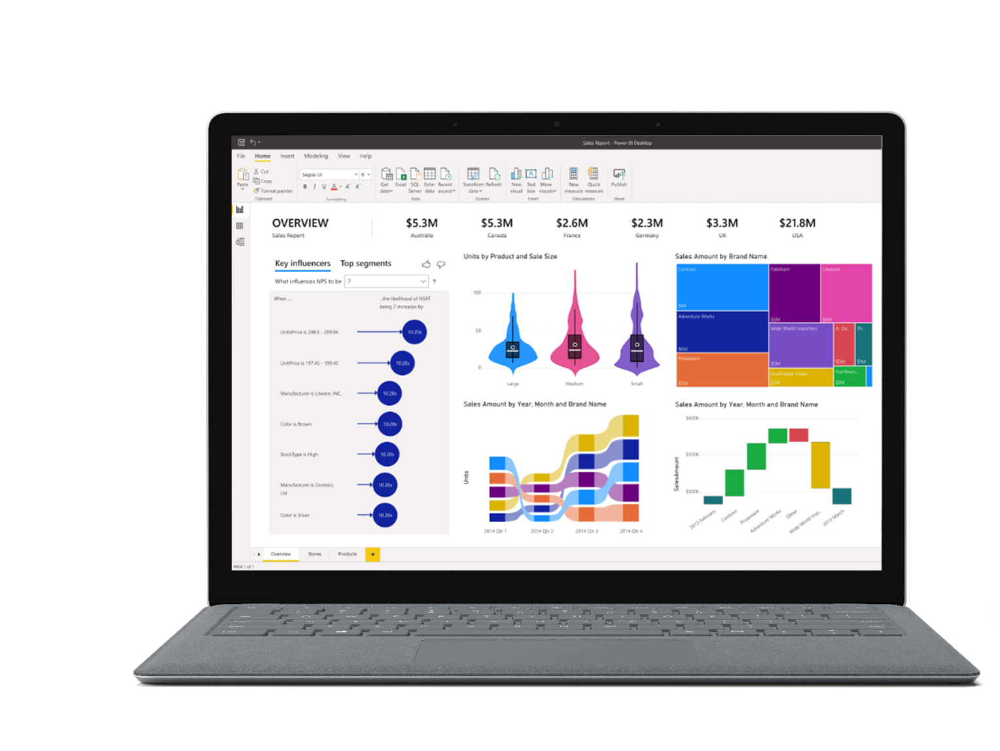 Sales Report - Power BI Desktop
File Home Insert Modeling View Help
Cut
Copy
Format painter
Paste
Clipboard
Segoe UI 9
B I U A A A
Formatting
Get data
Excel
SQL Server
Enter data
Recent sources
Data
Transform data
Refresh
Queries
New visual
Text box
More visuals
Insert
New measure
Quick measure
Calculations
Publish
Share
OVERVIEW
Sales Report
$5.3M
Australia
$5.3M
Canada
$2.6M
France
$2.3M
Germany
$3.3M
UK
$21.8M
USA
Key influencers Top segments
What influences NPS to be 7 ?
When ...
...the likelihood of NSAT
being 7 increases by
UnitePrice is 298.5 - 299.94 10.20x
UnitPrice is 197.45 - 199.45 10.20x
Manufacturer is Litware, INC. 10.20x
Color is Brown 10.20x
StockType is High 10.20x
Manufacturer is Contoso,
Ltd
10.20x
Color is Silver 10.20x
Units by Product and Sale Size
100
50
0
Large Medium Small
Sales Amount by Brand Name
Contoso
$9M
Fabrikam
$5M
Liteware
$5M
Adventure Works
$6M
Wide World Importers
$5M
A. Da...
$2M
Th...
$1M
Proseware
$5M
Southridge Video
$2M
Northwin...
$1M
Sales Amount by Year, Month and Brand Name
Units
2014 Qtr 1 2014 Qtr 2 2014 Qtr 3 2014 Qtr 4
Sales Amount by Year, Month and Brand Name
SalesAmount
$600K
$550K
$500K
2013 February
Contoso
Proseware
Adventure Works
Other
Wide World Imp...
2013 March
Overview Stores Products +
PAGE 1 of 1